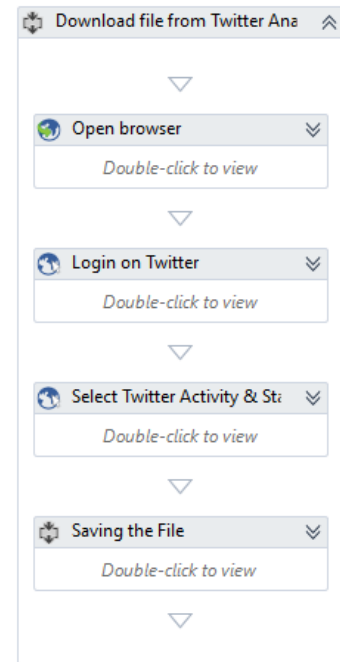 Download file from Twitter Ana
Open browser
Double-click to view
Login on Twitter
Double-click to view
Select Twitter Activity & Sta
Double-click to view
Saving the File
Double-click to view